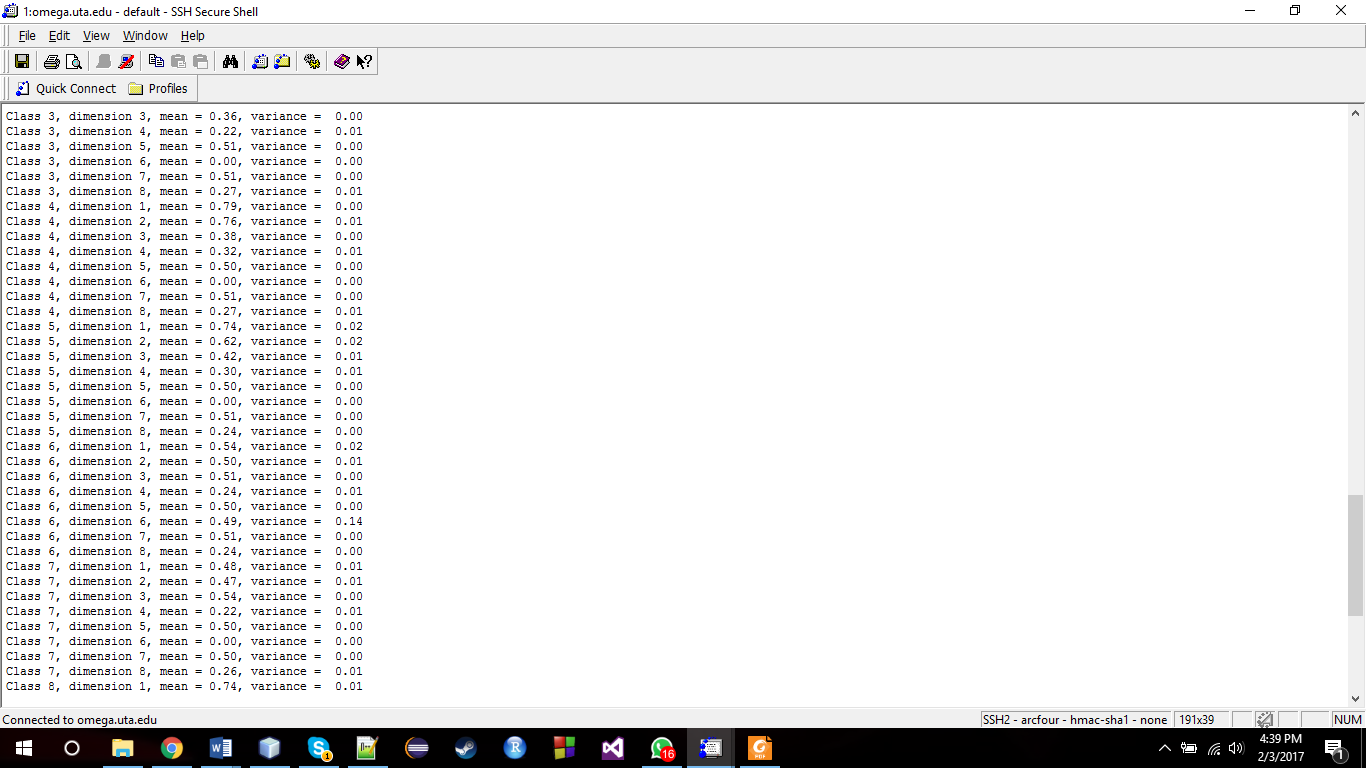 1:omega.uta.edu - default - SSH Secure Shell
File Edit View Window Help
Quick Connect Profiles
Class 3, dimension 3, mean = 0.36, variance =  0.00
Class 3, dimension 4, mean = 0.22, variance =  0.01
Class 3, dimension 5, mean = 0.51, variance =  0.00
Class 3, dimension 6, mean = 0.00, variance =  0.00
Class 3, dimension 7, mean = 0.51, variance =  0.00
Class 3, dimension 8, mean = 0.27, variance =  0.01
Class 4, dimension 1, mean = 0.79, variance =  0.00
Class 4, dimension 2, mean = 0.76, variance =  0.01
Class 4, dimension 3, mean = 0.38, variance =  0.00
Class 4, dimension 4, mean = 0.32, variance =  0.01
Class 4, dimension 5, mean = 0.50, variance =  0.00
Class 4, dimension 6, mean = 0.00, variance =  0.00
Class 4, dimension 7, mean = 0.51, variance =  0.00
Class 4, dimension 8, mean = 0.27, variance =  0.01
Class 5, dimension 1, mean = 0.74, variance =  0.02
Class 5, dimension 2, mean = 0.62, variance =  0.02
Class 5, dimension 3, mean = 0.42, variance =  0.01
Class 5, dimension 4, mean = 0.30, variance =  0.01
Class 5, dimension 5, mean = 0.50, variance =  0.00
Class 5, dimension 6, mean = 0.00, variance =  0.00
Class 5, dimension 7, mean = 0.51, variance =  0.00
Class 5, dimension 8, mean = 0.24, variance =  0.00
Class 6, dimension 1, mean = 0.54, variance =  0.02
Class 6, dimension 2, mean = 0.50, variance =  0.01
Class 6, dimension 3, mean = 0.51, variance =  0.00
Class 6, dimension 4, mean = 0.24, variance =  0.01
Class 6, dimension 5, mean = 0.50, variance =  0.00
Class 6, dimension 6, mean = 0.49, variance =  0.14
Class 6, dimension 7, mean = 0.51, variance =  0.00
Class 6, dimension 8, mean = 0.24, variance =  0.00
Class 7, dimension 1, mean = 0.48, variance =  0.01
Class 7, dimension 2, mean = 0.47, variance =  0.01
Class 7, dimension 3, mean = 0.54, variance =  0.00
Class 7, dimension 4, mean = 0.22, variance =  0.01
Class 7, dimension 5, mean = 0.50, variance =  0.00
Class 7, dimension 6, mean = 0.00, variance =  0.00
Class 7, dimension 7, mean = 0.50, variance =  0.00
Class 7, dimension 8, mean = 0.26, variance =  0.01
Class 8, dimension 1, mean = 0.74, variance =  0.01
Connected to omega.uta.edu SSH2 - arcfour - hmac-sha1 - none 191x39 NUM
1 16 PDF 4:39 PM 1
2/3/2017